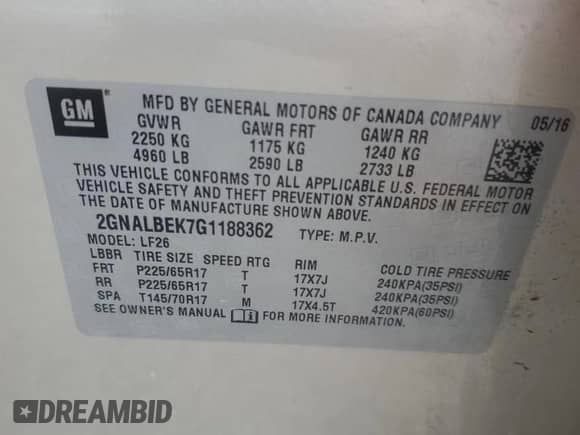 GM ®
MFD BY GENERAL MOTORS OF CANADA COMPANY 05/16
GVWR GAWR FRT GAWR RR
2250 KG 1175 KG 1240 KG
4960 LB 2590 LB 2733 LB
THIS VEHICLE CONFORMS TO ALL APPLICABLE U.S. FEDERAL MOTOR
VEHICLE SAFETY AND THEFT PREVENTION STANDARDS IN EFFECT ON
THE DATE OF MANUFACTURE SHOWN ABOVE.
2GNALBEK7G1188362 TYPE: M.P.V.
MODEL: LF26
LBBR TIRE SIZE SPEED RTG RIM COLD TIRE PRESSURE
FRT P225/65R17 T 17X7J 240KPA(35PSI)
RR P225/65R17 T 17X7J 240KPA(35PSI)
SPA T145/70R17 M 17X4.5T 420KPA(60PSI)
SEE OWNER'S MANUAL FOR MORE INFORMATION.
DREAMBID